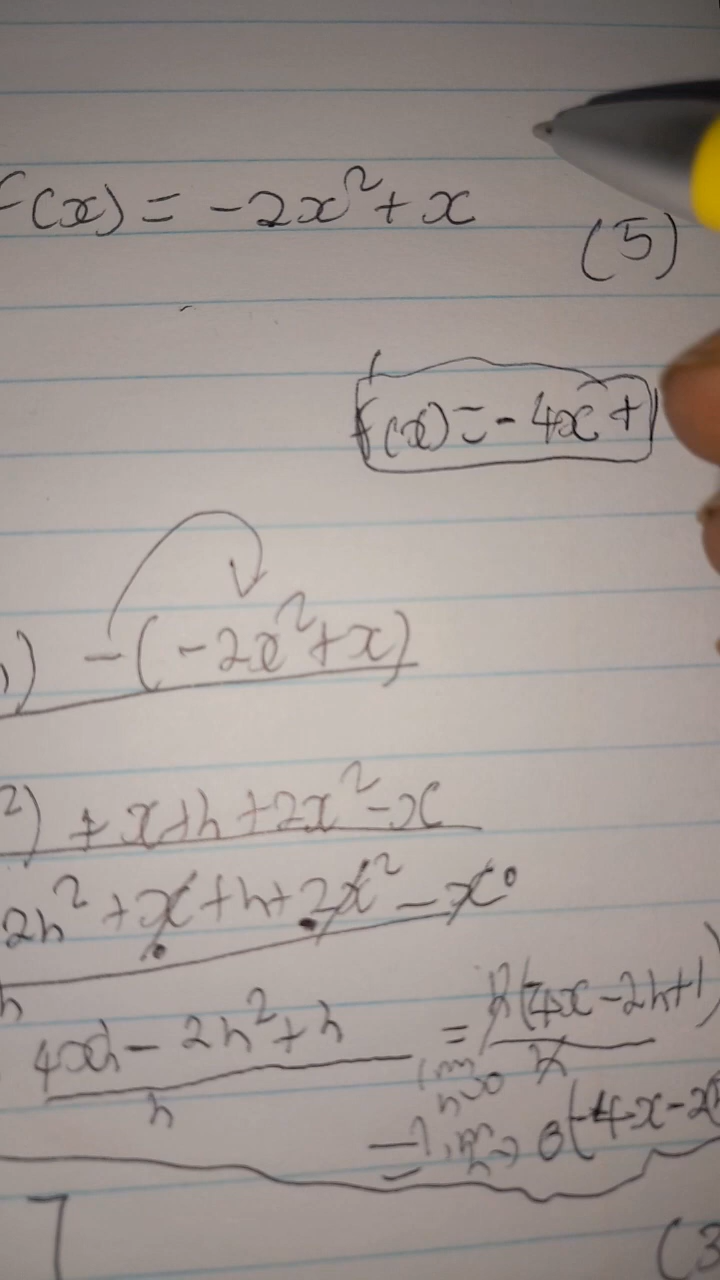 f(x) = -2x²+x
(5)
f(x) = -4x+1
) -(-2x²+x)
²) + x+h+2x²-x
2h² + x + h + 2x² - x
h
4xh - 2h² + h
h
= h(-4x-2h+1)
h
lim h→0
= lim h→0 (-4x-2
(3